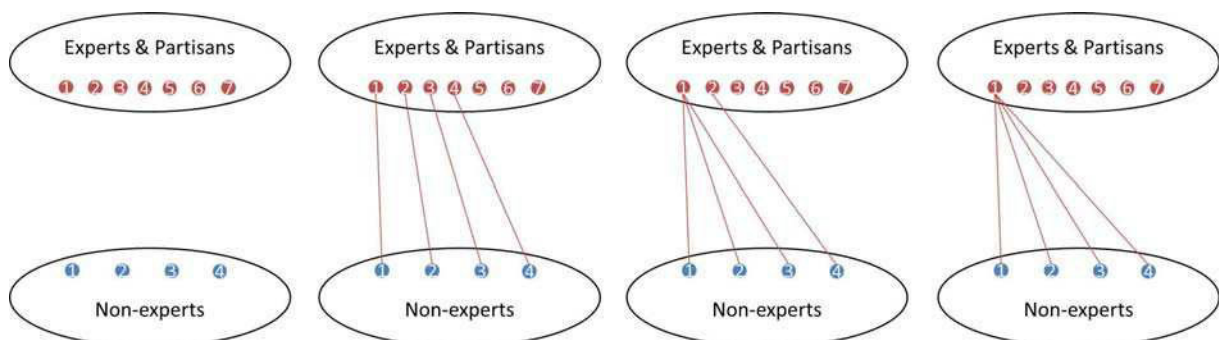 Experts & Partisans Experts & Partisans Experts & Partisans Experts & Partisans
1 2 3 4 5 6 7 1 2 3 4 5 6 7 1 2 3 4 5 6 7 1 2 3 4 5 6 7
1 2 3 4 1 2 3 4 1 2 3 4 1 2 3 4
Non-experts Non-experts Non-experts Non-experts